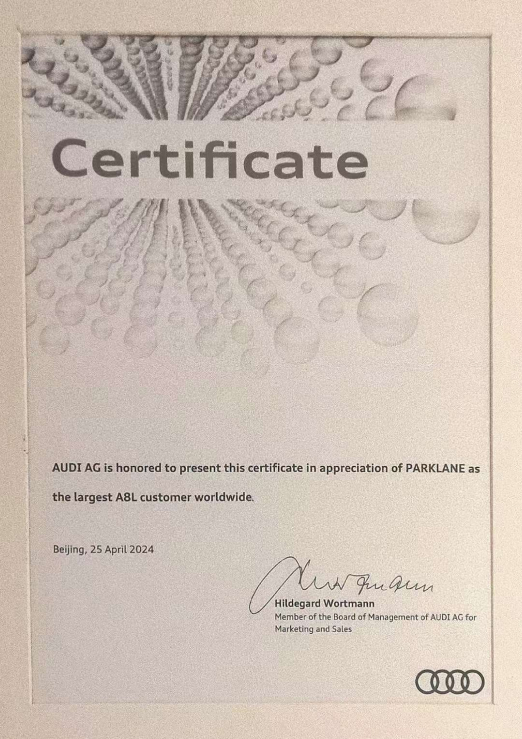 Certificate
AUDI AG is honored to present this certificate in appreciation of PARKLANE as
the largest A8L customer worldwide.
Beijing, 25 April 2024
Hildegard Wortmann
Member of the Board of Management of AUDI AG for
Marketing and Sales